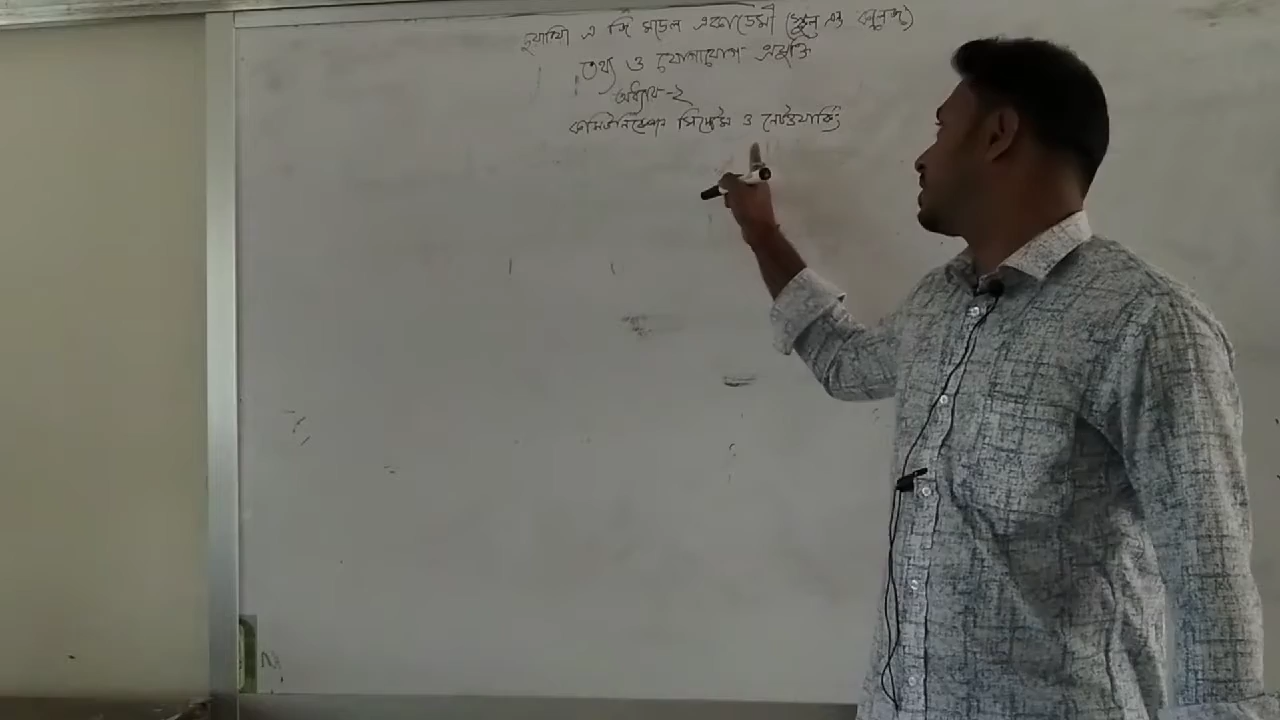 এ জি মডেল একাডেমী (স্কুল এন্ড কলেজ)
তথ্য ও যোগাযোগ প্রযুক্তি
অধ্যায়-২
কমিউনিকেশন সিস্টেম ও নেটওয়ার্কিং